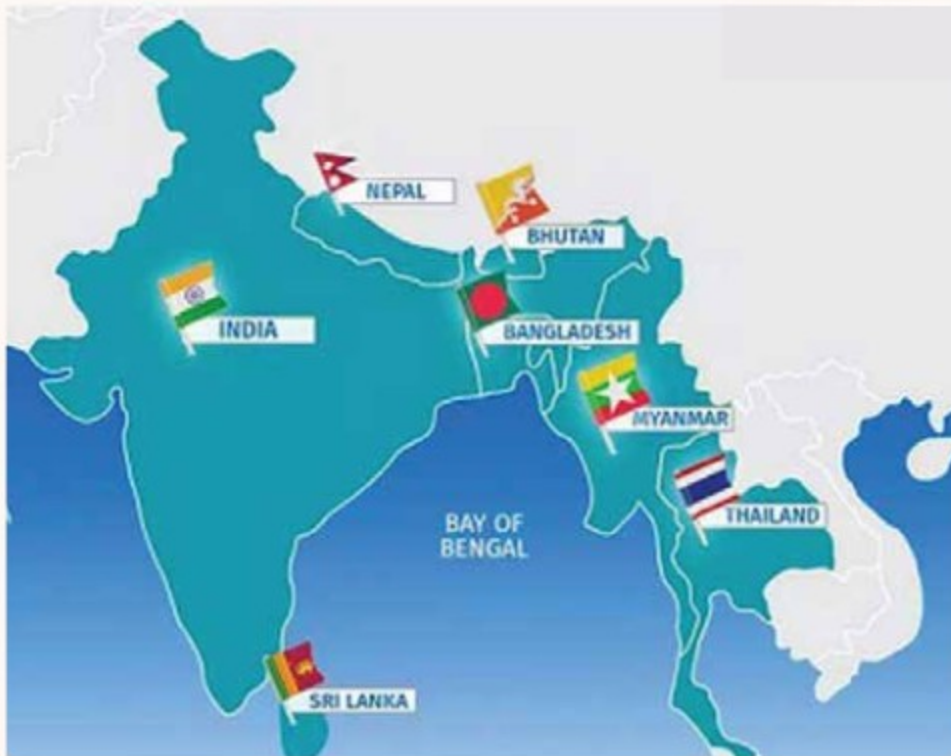 NEPAL
BHUTAN
INDIA
BANGLADESH
MYANMAR
THAILAND
BAY OF
BENGAL
SRI LANKA